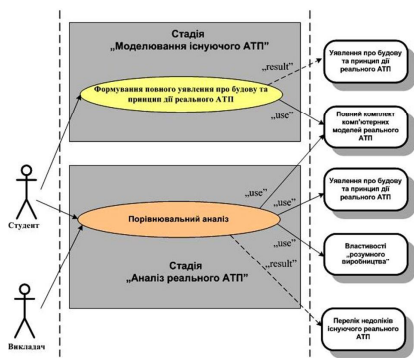 Стадія
„Моделювання існуючого АТП”
Формування повного уявлення про будову та
принцип дії реального АТП
„result”
„use”
Уявлення про будову
та принцип дії
реального АТП
Повний комплект
комп'ютерних
моделей реального
АТП
Студент
Порівнювальний аналіз
„use”
„use”
„use”
„result”
Уявлення про будову
та принцип дії
реального АТП
Властивості
„розумного
виробництва“
Стадія
„Аналіз реального АТП”
Викладач
Перелік недоліків
існуючого реального
АТП